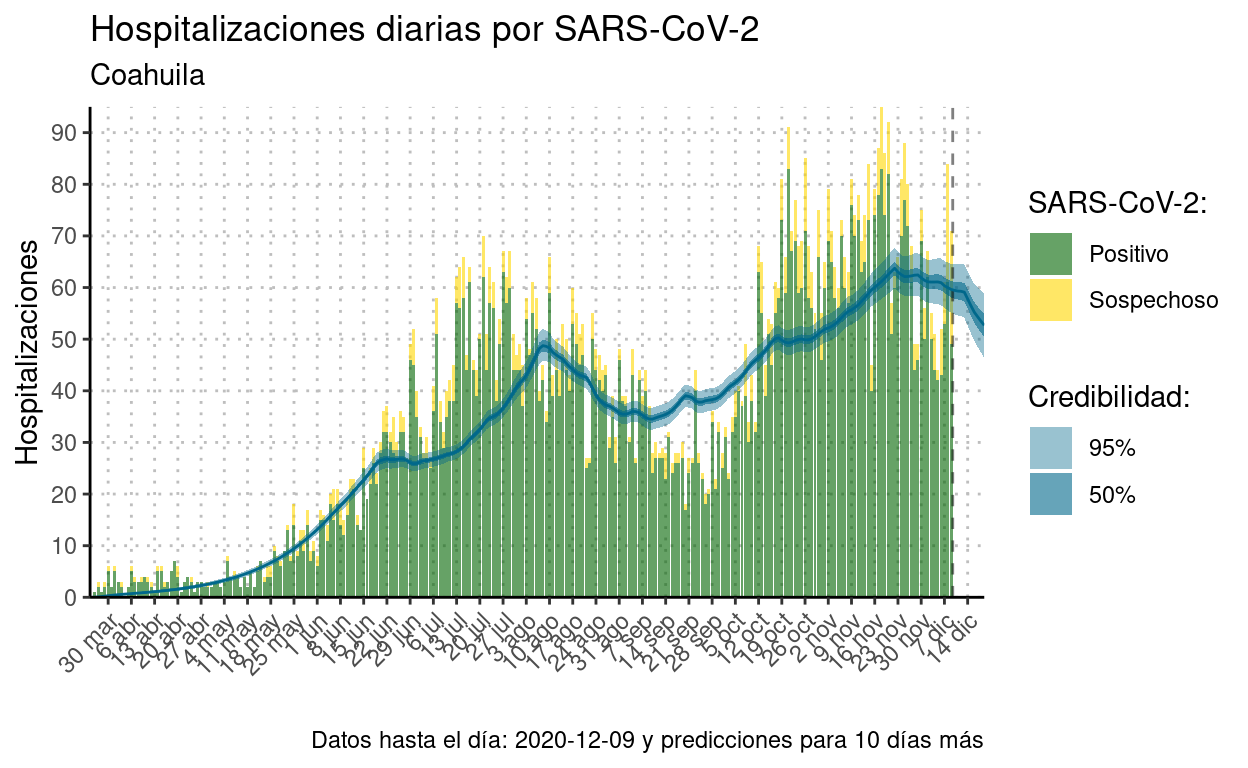 Hospitalizaciones diarias por SARS-CoV-2
Coahuila
Hospitalizaciones
90
80
70
60
50
40
30
20
10
0
30 mar
6 abr
13 abr
20 abr
27 abr
4 may
11 may
18 may
25 may
1 jun
8 jun
15 jun
22 jun
29 jun
6 jul
13 jul
20 jul
27 jul
3 ago
10 ago
17 ago
24 ago
31 ago
7 sep
14 sep
21 sep
28 sep
5 oct
12 oct
19 oct
26 oct
2 nov
9 nov
16 nov
23 nov
30 nov
7 dic
14 dic
SARS-CoV-2:
Positivo
Sospechoso
Credibilidad:
95%
50%
Datos hasta el día: 2020-12-09 y predicciones para 10 días más